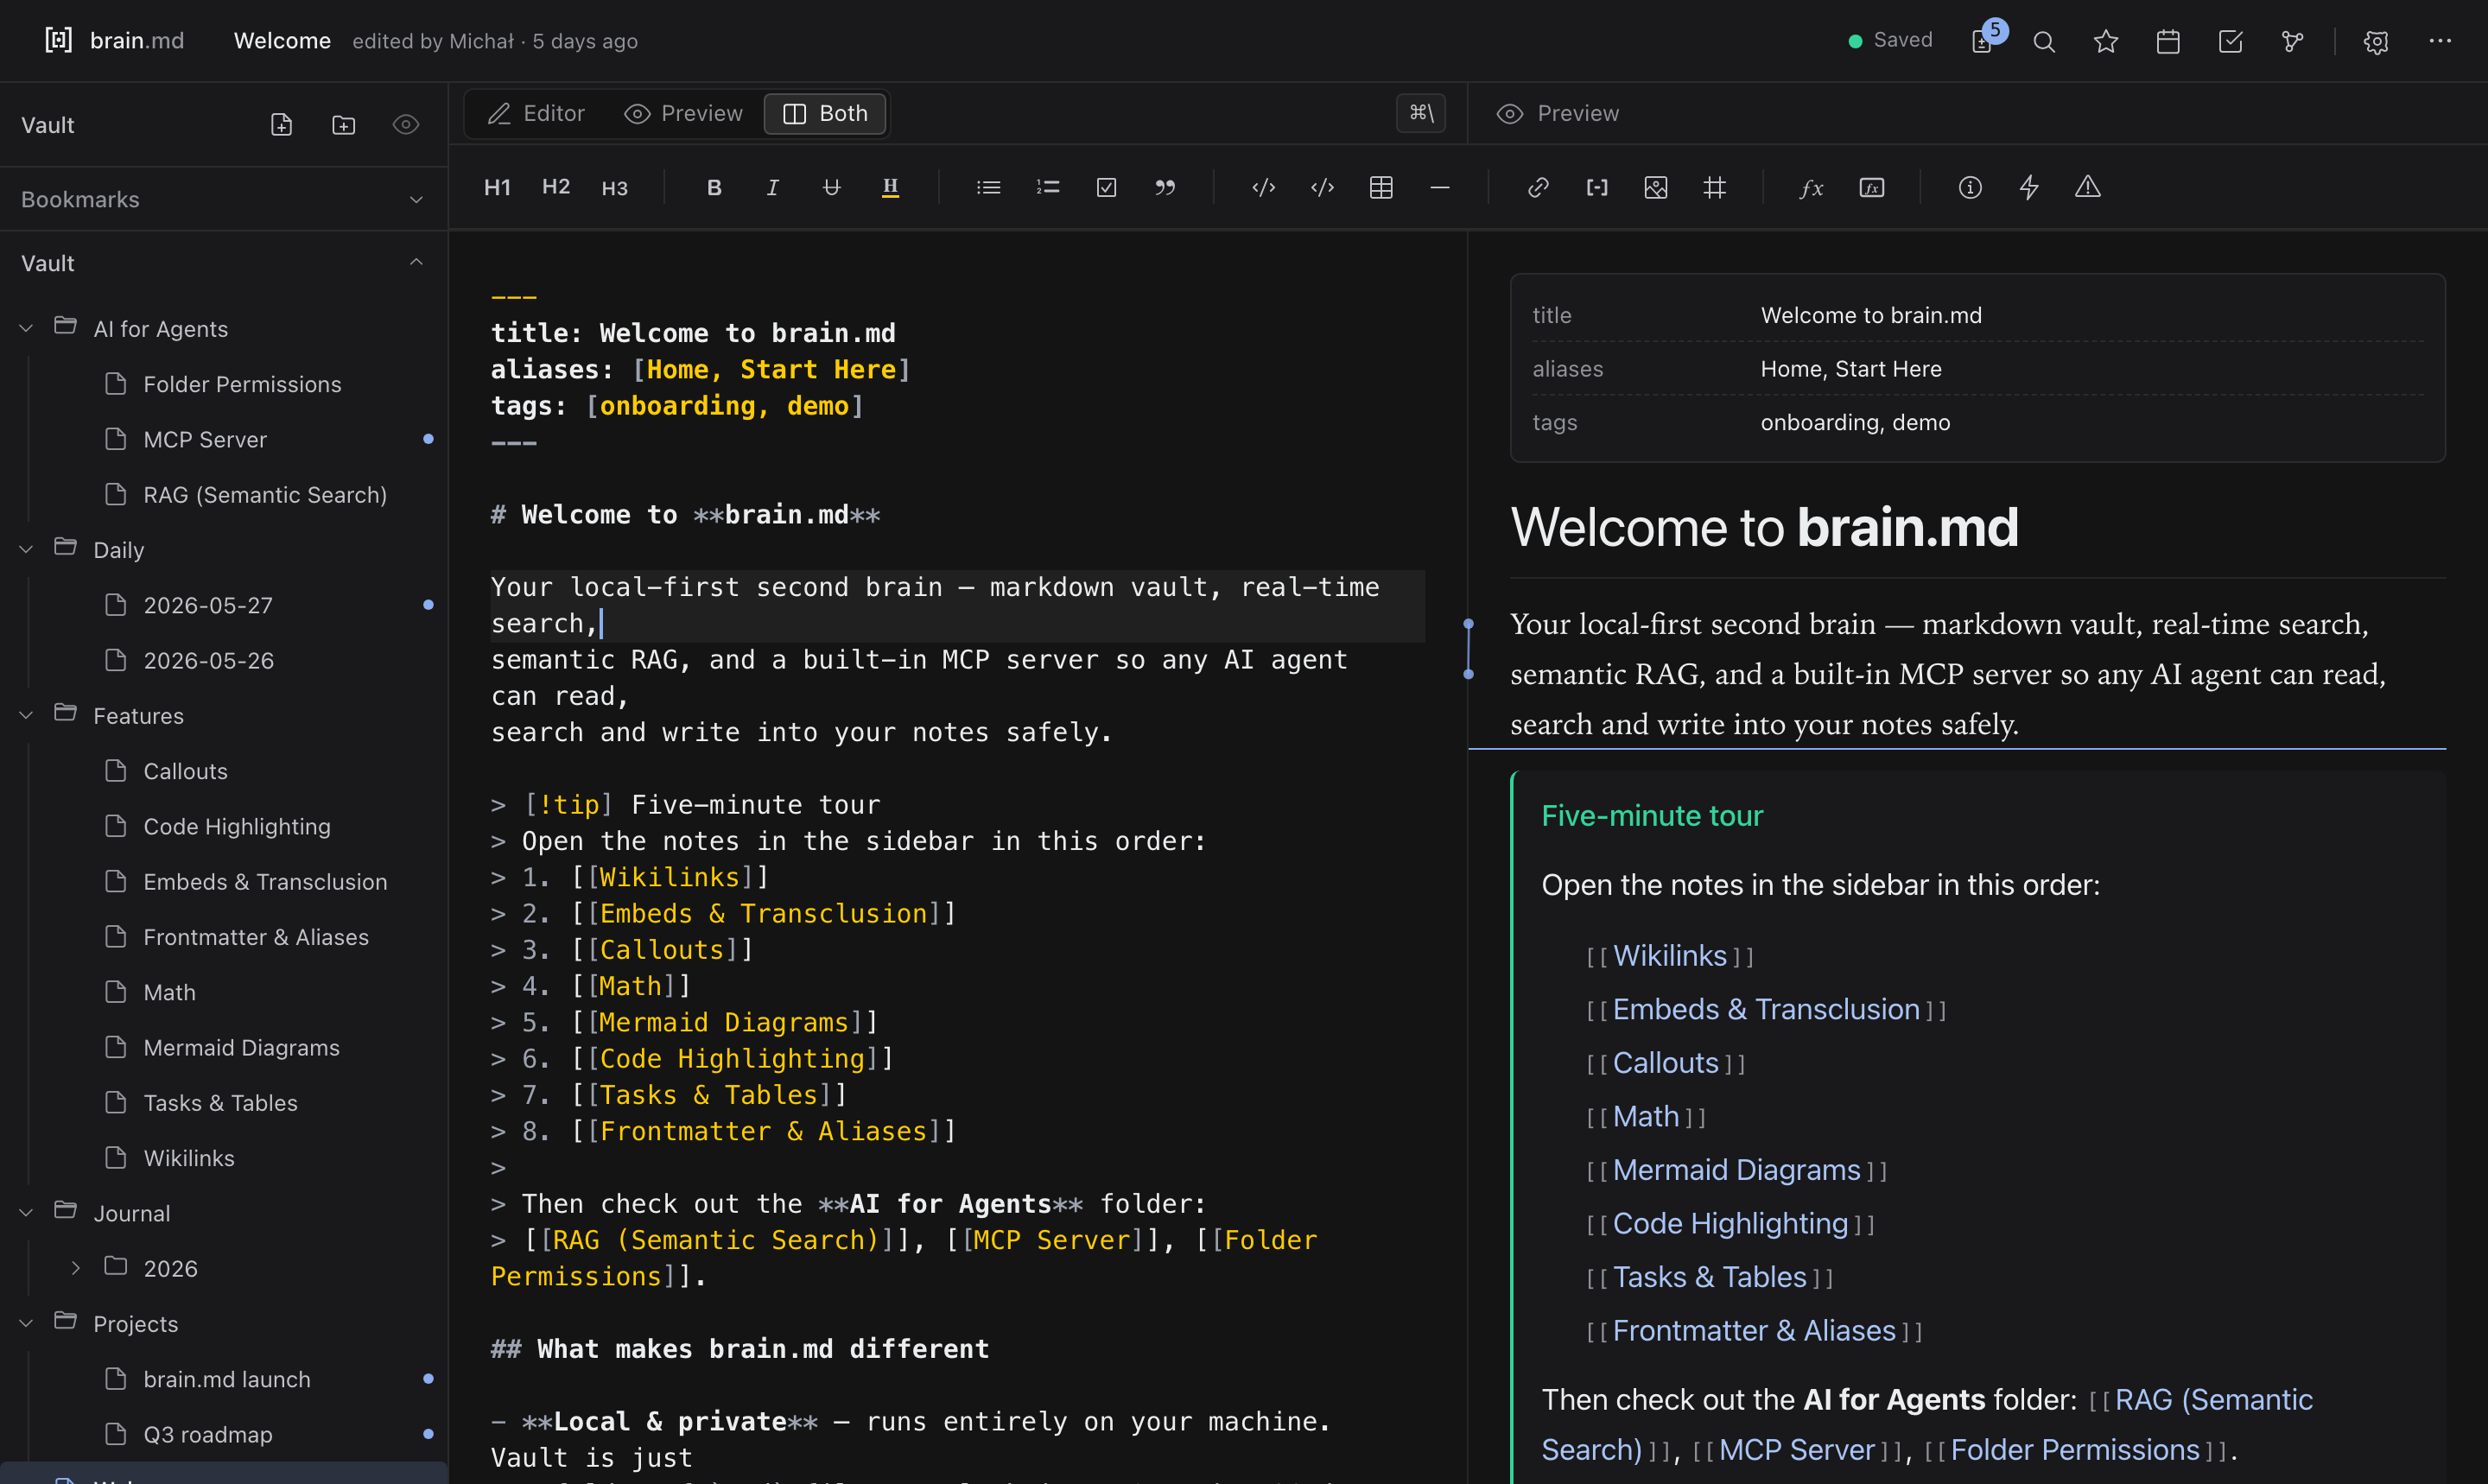 brain.md
Welcome edited by Michał · 5 days ago
Saved
5
Vault
Bookmarks
Vault
AI for Agents
Folder Permissions
MCP Server
RAG (Semantic Search)
Daily
2026-05-27
2026-05-26
Features
Callouts
Code Highlighting
Embeds & Transclusion
Frontmatter & Aliases
Math
Mermaid Diagrams
Tasks & Tables
Wikilinks
Journal
2026
Projects
brain.md launch
Q3 roadmap
Editor Preview Both
⌘\
Preview
H1 H2 H3 B I U H
---
title: Welcome to brain.md
aliases: [Home, Start Here]
tags: [onboarding, demo]
---
# Welcome to **brain.md**
Your local-first second brain — markdown vault, real-time
search,
semantic RAG, and a built-in MCP server so any AI agent
can read,
search and write into your notes safely.
> [!tip] Five-minute tour
> Open the notes in the sidebar in this order:
> 1. [[Wikilinks]]
> 2. [[Embeds & Transclusion]]
> 3. [[Callouts]]
> 4. [[Math]]
> 5. [[Mermaid Diagrams]]
> 6. [[Code Highlighting]]
> 7. [[Tasks & Tables]]
> 8. [[Frontmatter & Aliases]]
>
> Then check out the **AI for Agents** folder:
> [[RAG (Semantic Search)]], [[MCP Server]], [[Folder
Permissions]].
## What makes brain.md different
- **Local & private** — runs entirely on your machine.
Vault is just
title Welcome to brain.md
aliases Home, Start Here
tags onboarding, demo
Welcome to brain.md
Your local-first second brain — markdown vault, real-time search,
semantic RAG, and a built-in MCP server so any AI agent can read,
search and write into your notes safely.
Five-minute tour
Open the notes in the sidebar in this order:
[[Wikilinks]]
[[Embeds & Transclusion]]
[[Callouts]]
[[Math]]
[[Mermaid Diagrams]]
[[Code Highlighting]]
[[Tasks & Tables]]
[[Frontmatter & Aliases]]
Then check out the AI for Agents folder: [[RAG (Semantic
Search)]], [[MCP Server]], [[Folder Permissions]].